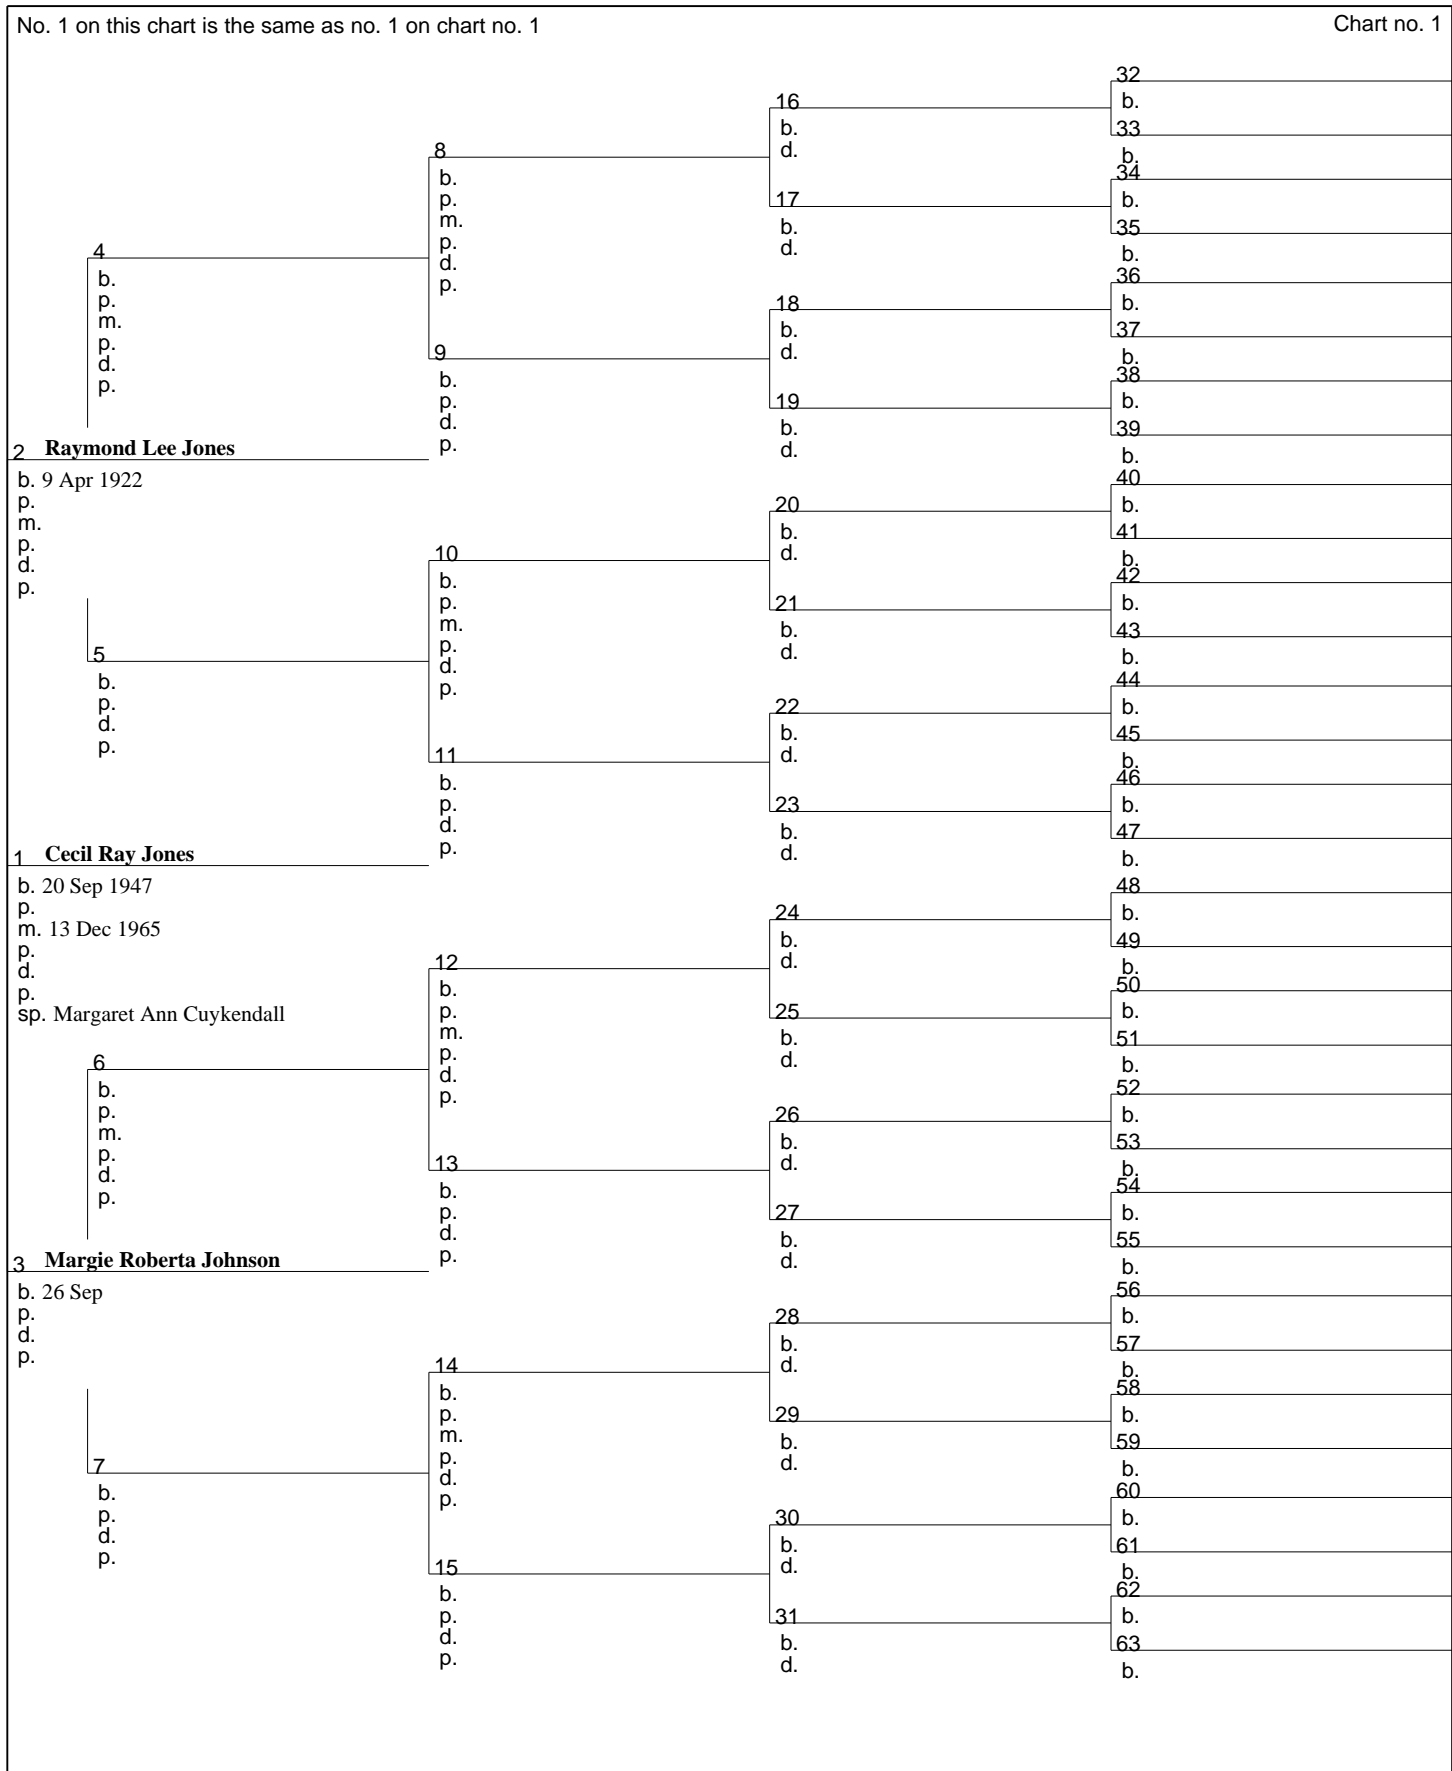 No. 1 on this chart is the same as no. 1 on chart no. 1
Chart no. 1
2 Raymond Lee Jones
b. 9 Apr 1922
p.
m.
p.
d.
p.
1 Cecil Ray Jones
b. 20 Sep 1947
p.
m. 13 Dec 1965
p.
d.
p.
sp. Margaret Ann Cuykendall
3 Margie Roberta Johnson
b. 26 Sep
p.
d.
p.
4
b.
p.
m.
p.
d.
p.
5
b.
p.
d.
p.
6
b.
p.
m.
p.
d.
p.
7
b.
p.
d.
p.
8
b.
p.
m.
p.
d.
p.
9
b.
p.
d.
p.
10
b.
p.
m.
p.
d.
p.
11
b.
p.
d.
p.
12
b.
p.
m.
p.
d.
p.
13
b.
p.
d.
p.
14
b.
p.
m.
p.
d.
p.
15
b.
p.
d.
p.
16
b.
d.
17
b.
d.
18
b.
d.
19
b.
d.
20
b.
d.
21
b.
d.
22
b.
d.
23
b.
d.
24
b.
d.
25
b.
d.
26
b.
d.
27
b.
d.
28
b.
d.
29
b.
d.
30
b.
d.
31
b.
d.
32
b.
33
b.
34
b.
35
b.
36
b.
37
b.
38
b.
39
b.
40
b.
41
b.
42
b.
43
b.
44
b.
45
b.
46
b.
47
b.
48
b.
49
b.
50
b.
51
b.
52
b.
53
b.
54
b.
55
b.
56
b.
57
b.
58
b.
59
b.
60
b.
61
b.
62
b.
63
b.